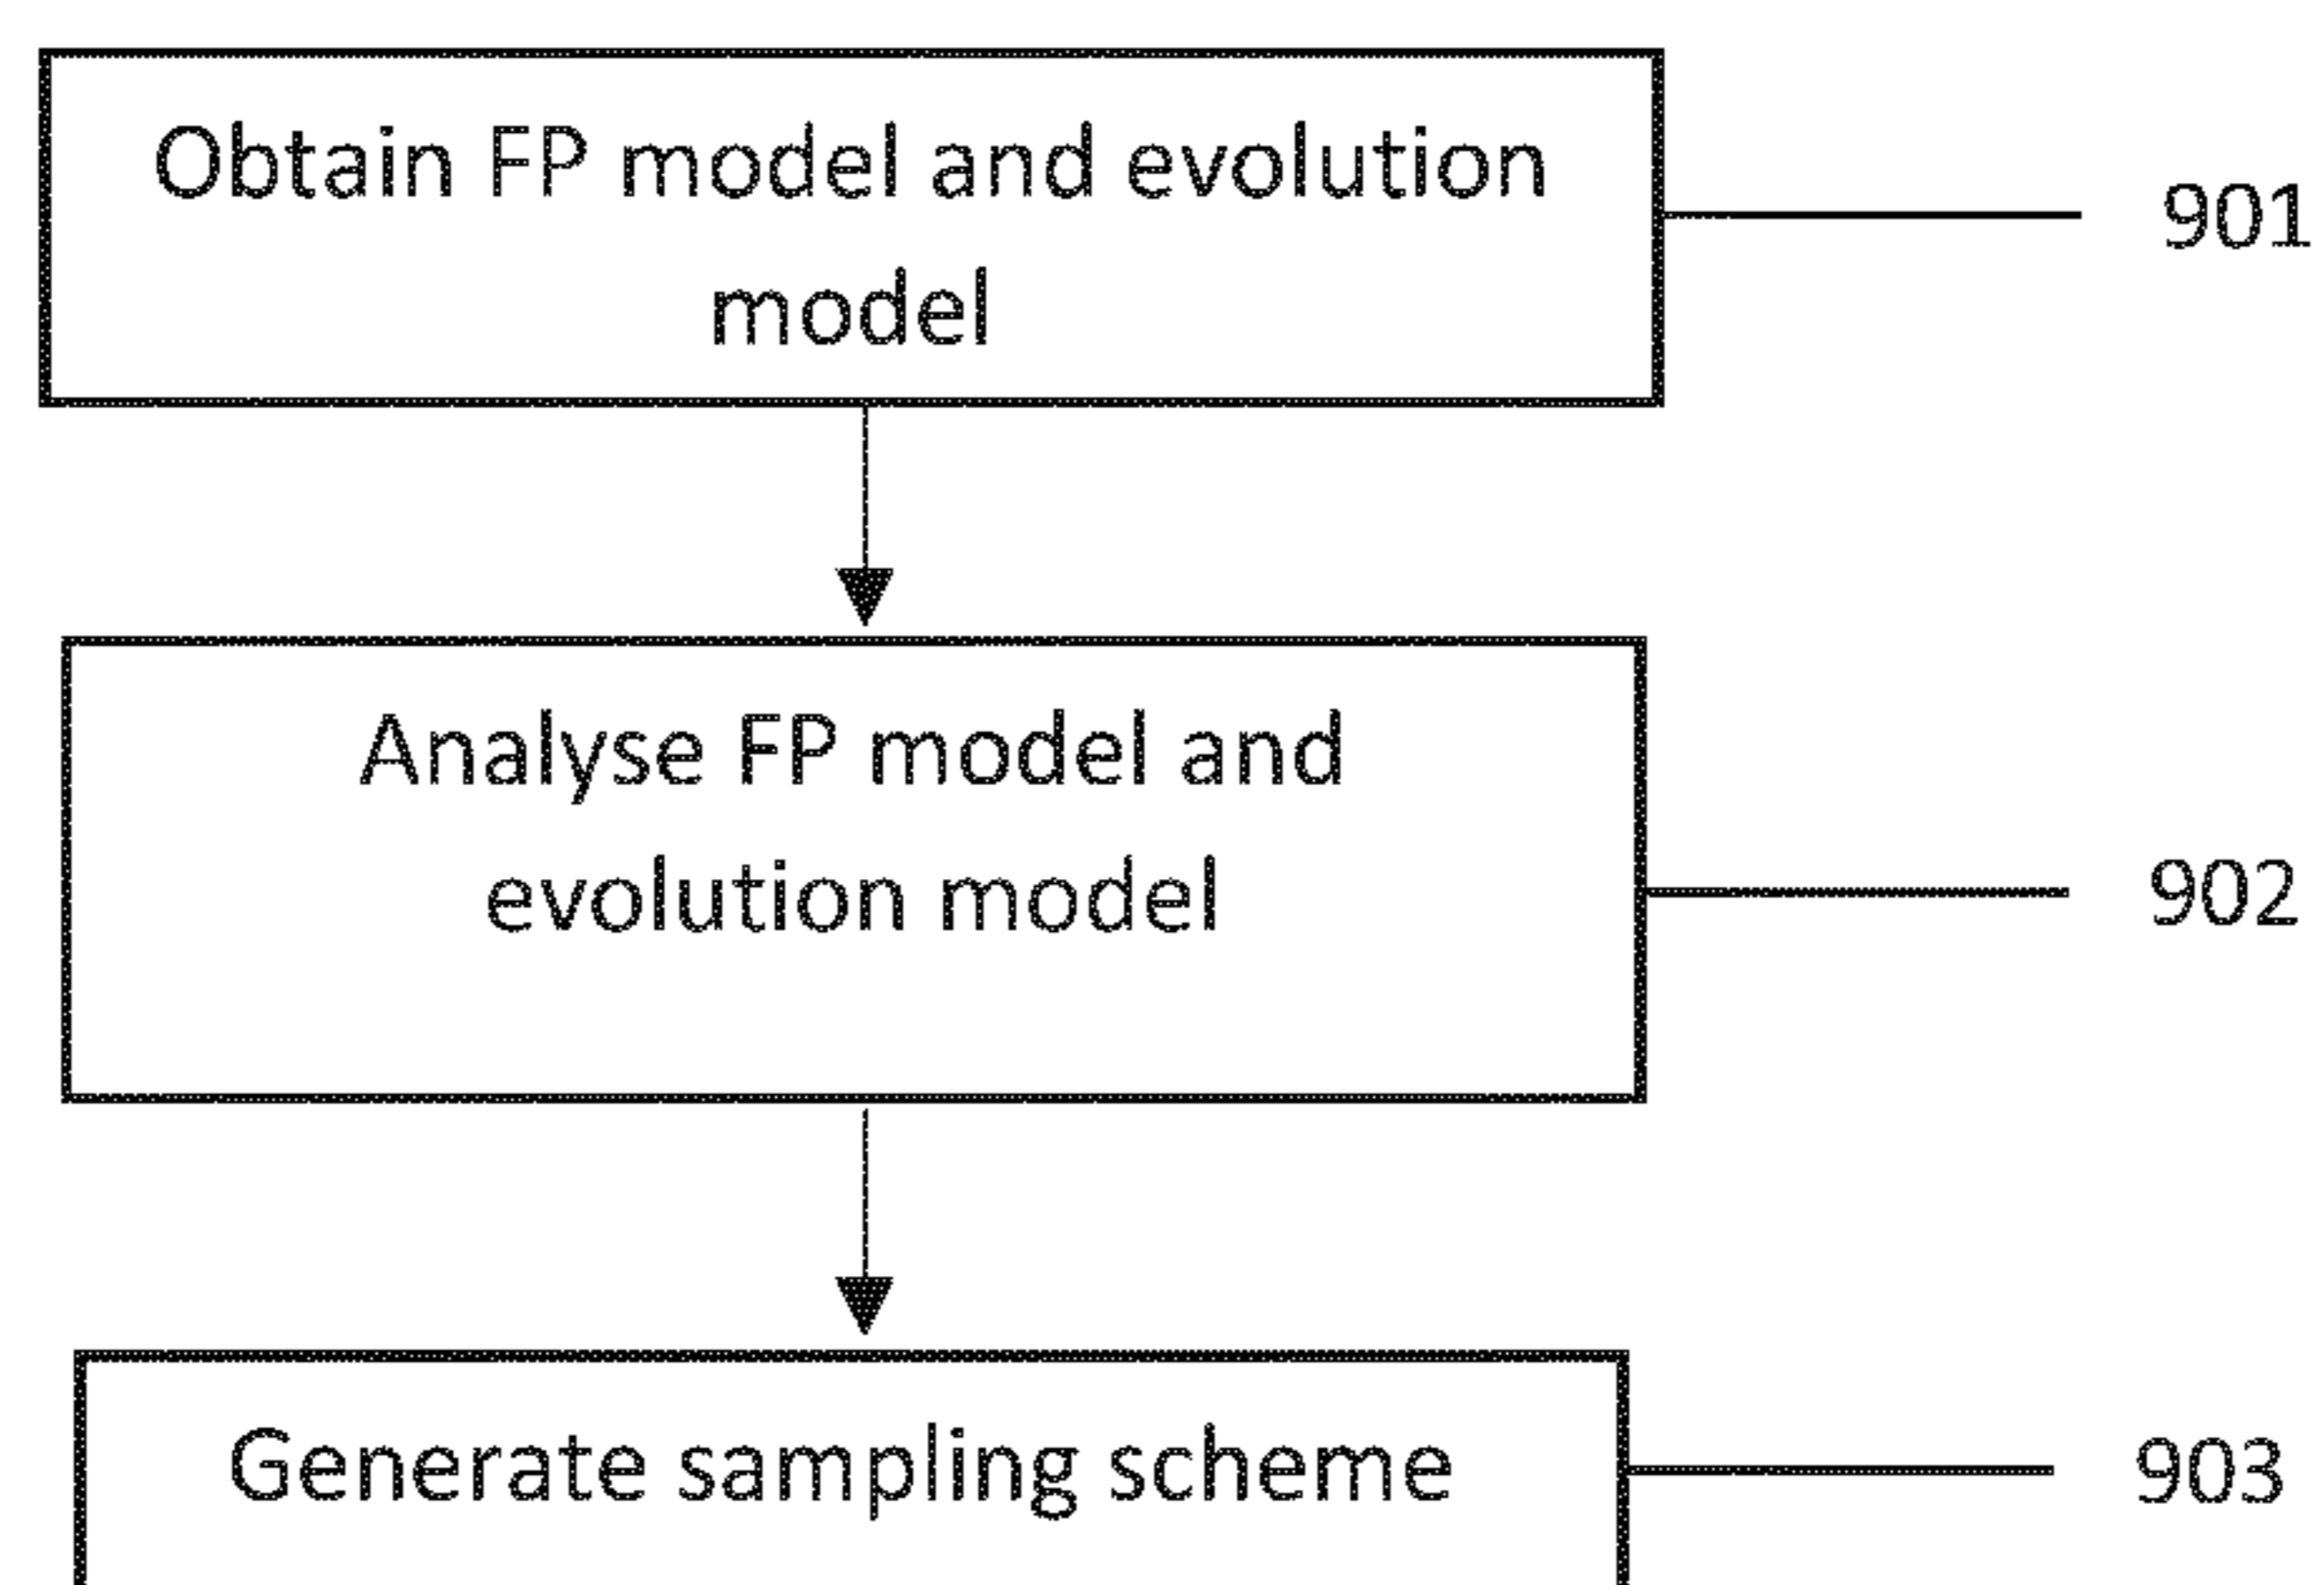 Obtain FP model and evolution
model
901
Analyse FP model and
evolution model
902
Generate sampling scheme
903